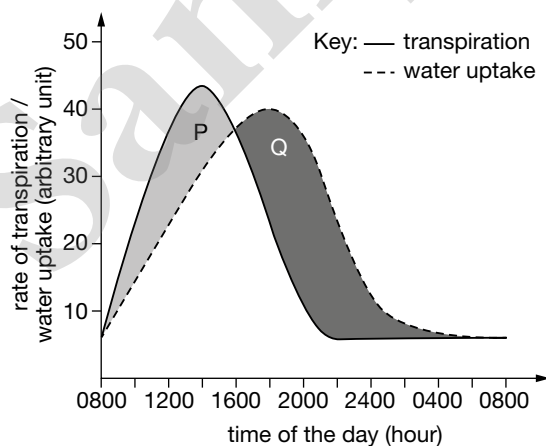 Key: transpiration
water uptake
rate of transpiration /
water uptake (arbitrary unit)
50
40
30
20
10
P
Q
0800 1200 1600 2000 2400 0400 0800
time of the day (hour)